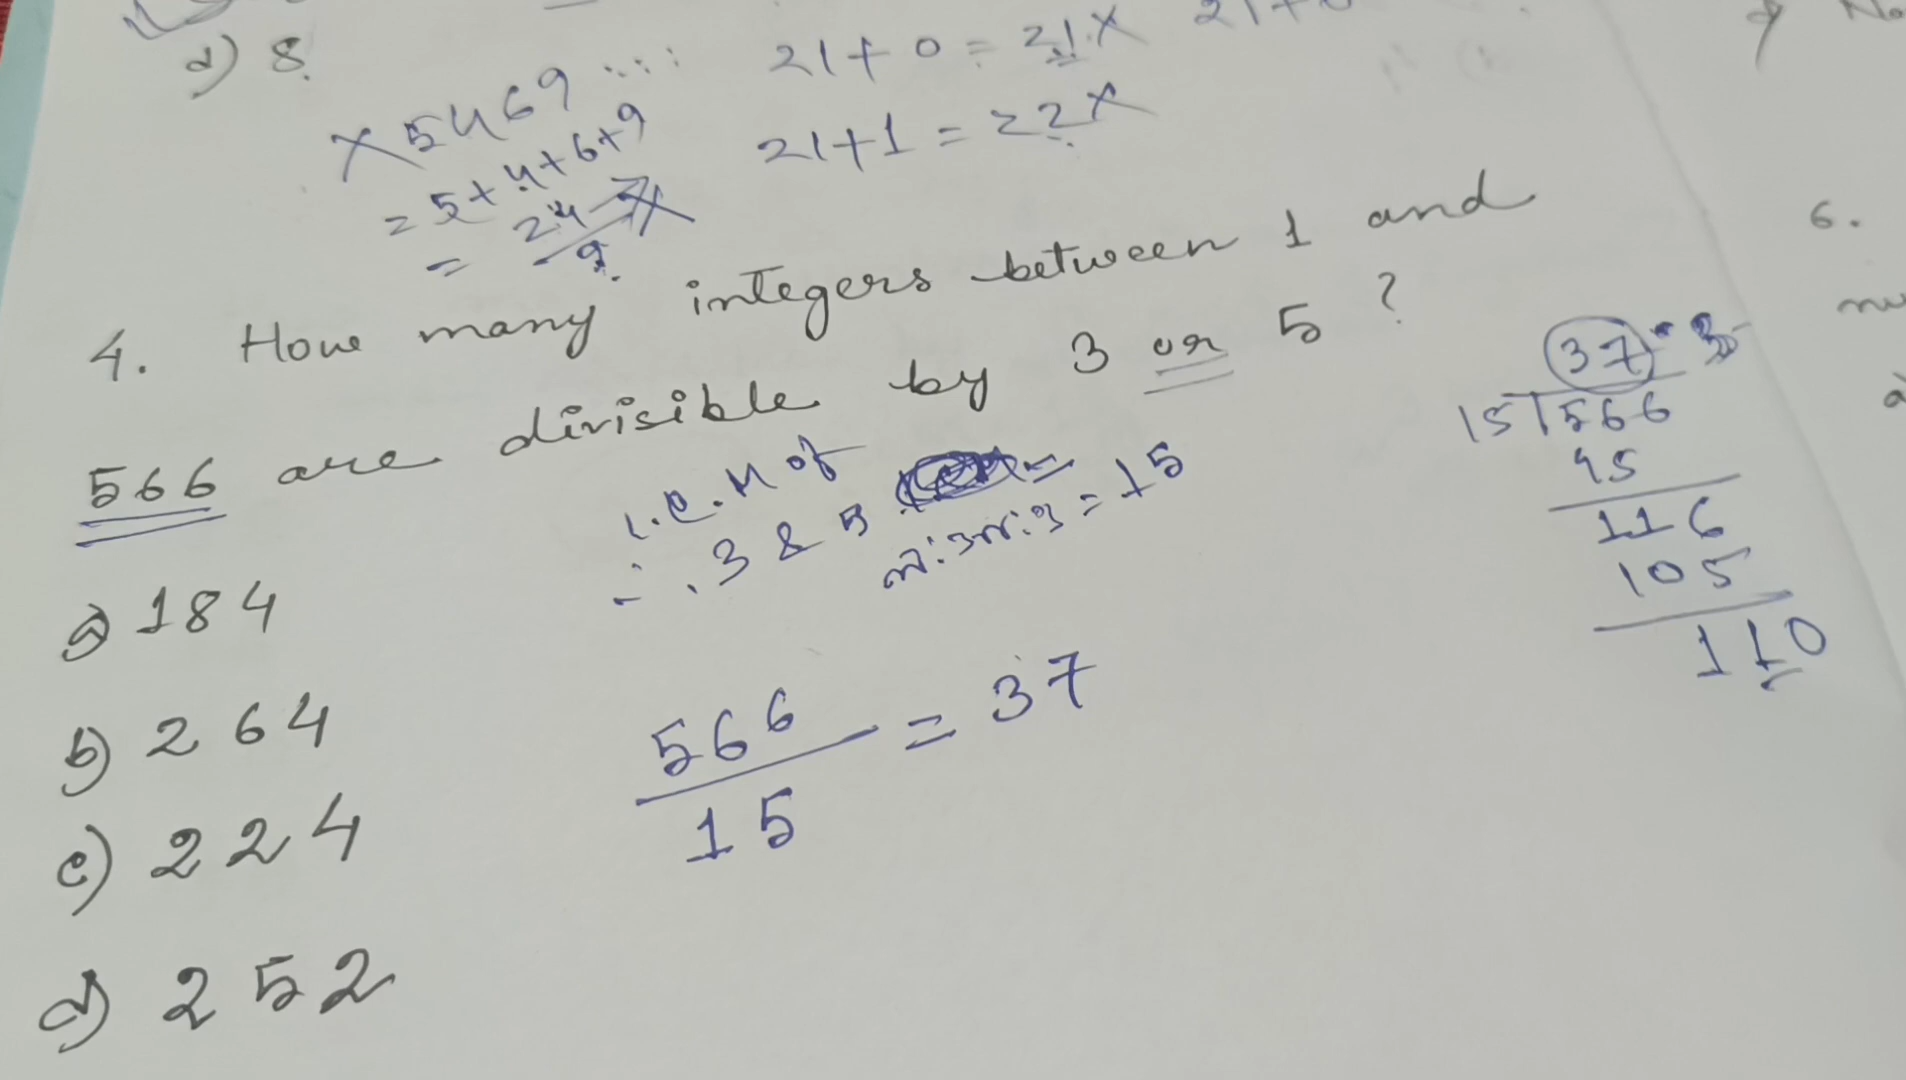 d) 8.
X 5469
= 5+4+6+9
= 24
9
21+0 = 21 X
21+1 = 22 X
4. How many integers between 1 and
566 are divisible by 3 or 5 ?
L.C.M of
3 & 5
= 15
a) 184
b) 264
c) 224
d) 252
566
15
= 37
37
15 566
45
116
105
110
6.